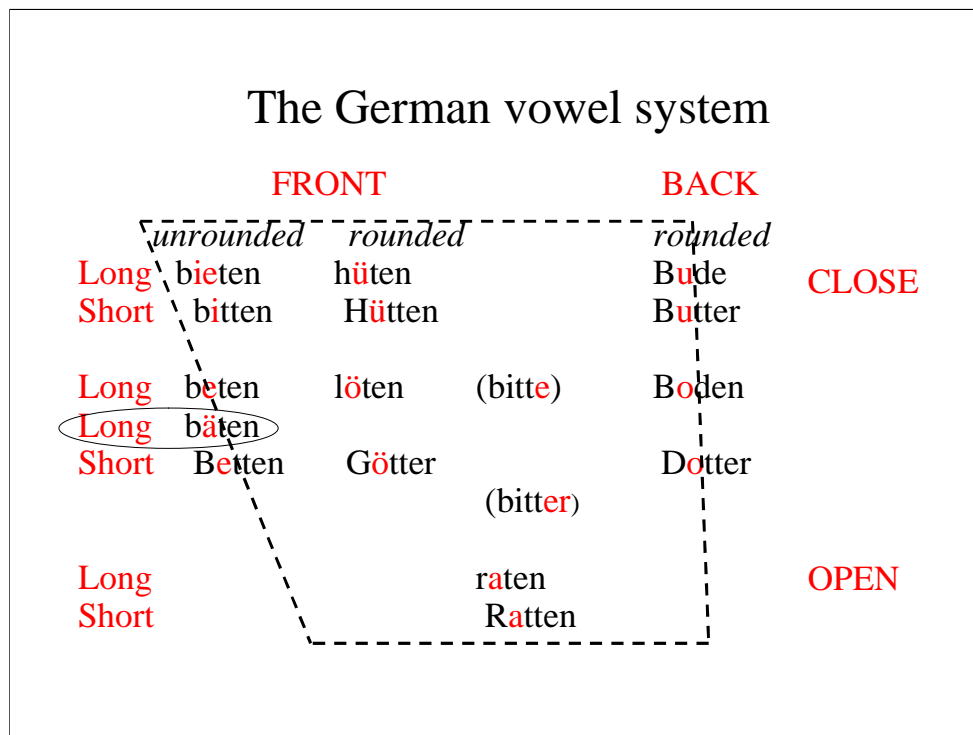 The German vowel system
FRONT BACK
unrounded rounded rounded
Long bieten hüten Bude CLOSE
Short bitten Hütten Butter
Long beten löten (bitte) Boden
Long bäten
Short Betten Götter Dotter
(bitter)
Long raten OPEN
Short Ratten